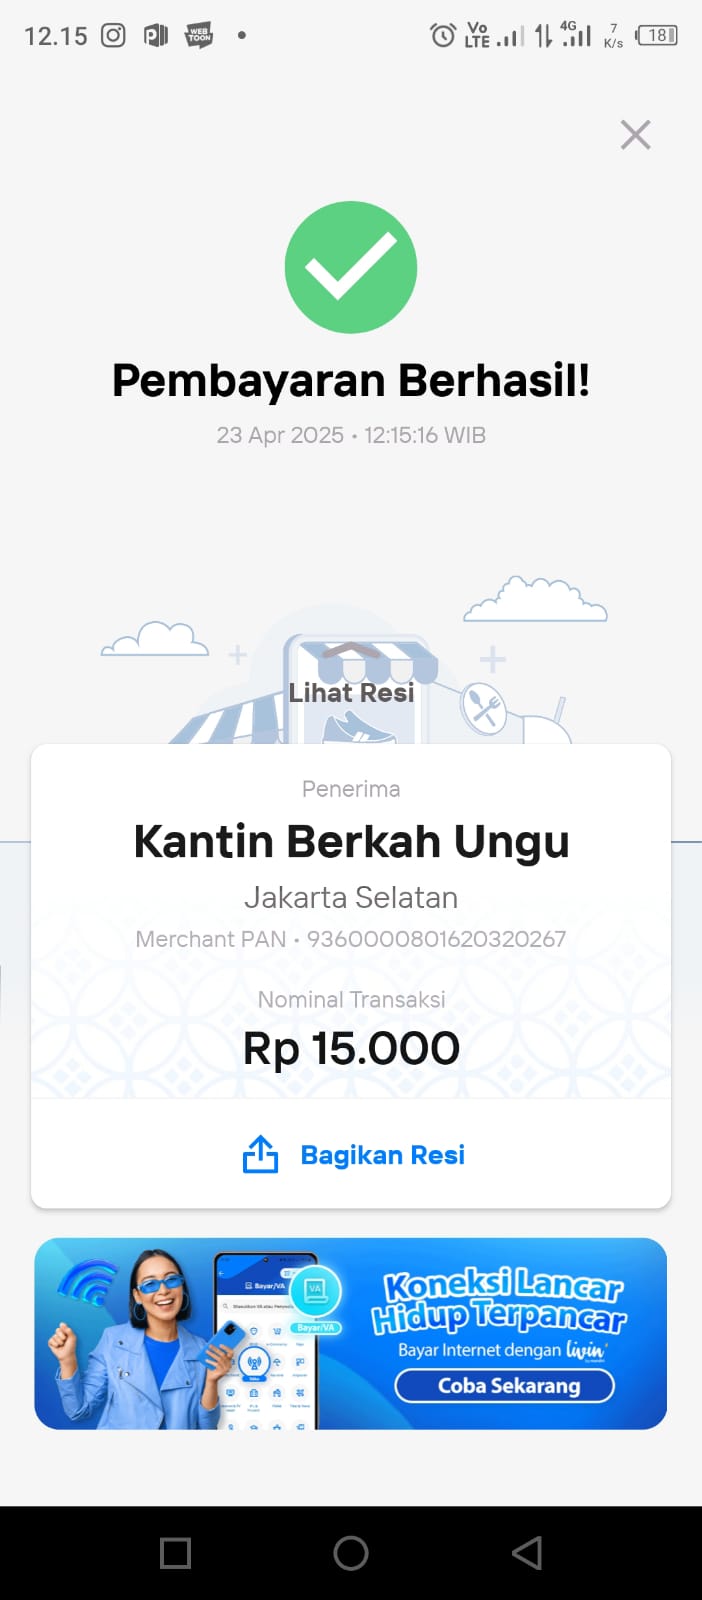 12.15 WEB TOON Vo LTE 4G 7 K/s 18
Pembayaran Berhasil!
23 Apr 2025 • 12:15:16 WIB
Lihat Resi
Penerima
Kantin Berkah Ungu
Jakarta Selatan
Merchant PAN • 9360000801620320267
Nominal Transaksi
Rp 15.000
Bagikan Resi
Bayar/VA
VA
Bayar/VA
Koneksi Lancar
Hidup Terpancar
Bayar Internet dengan livin'
by mandiri
Coba Sekarang